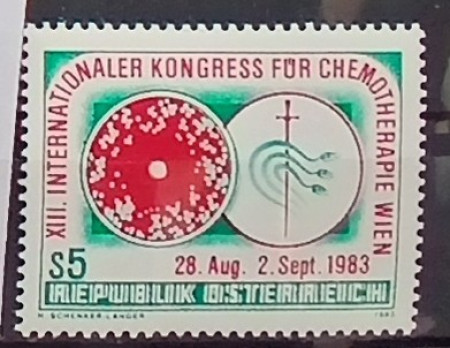 XIII. INTERNATIONALER KONGRESS FÜR CHEMOTHERAPIE WIEN
S5
28. Aug. 2. Sept. 1983
REPUBLIK ÖSTERREICH
H. SCHENKER-LANGER 1983